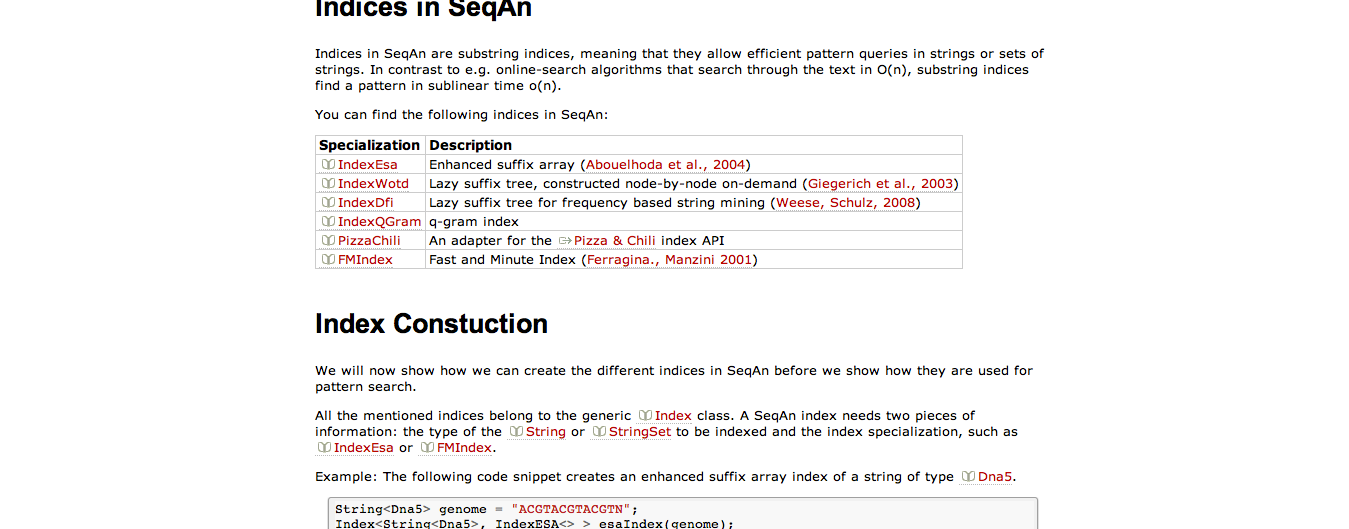 Indices in SeqAn
Indices in SeqAn are substring indices, meaning that they allow efficient pattern queries in strings or sets of
strings. In contrast to e.g. online-search algorithms that search through the text in O(n), substring indices
find a pattern in sublinear time o(n).
You can find the following indices in SeqAn:
Specialization Description
IndexEsa Enhanced suffix array (Abouelhoda et al., 2004)
IndexWotd Lazy suffix tree, constructed node-by-node on-demand (Giegerich et al., 2003)
IndexDfi Lazy suffix tree for frequency based string mining (Weese, Schulz, 2008)
IndexQGram q-gram index
PizzaChili An adapter for the Pizza & Chili index API
FMIndex Fast and Minute Index (Ferragina., Manzini 2001)
Index Constuction
We will now show how we can create the different indices in SeqAn before we show how they are used for
pattern search.
All the mentioned indices belong to the generic Index class. A SeqAn index needs two pieces of
information: the type of the String or StringSet to be indexed and the index specialization, such as
IndexEsa or FMIndex.
Example: The following code snippet creates an enhanced suffix array index of a string of type Dna5.
String<Dna5> genome = "ACGTACGTACGTN";
Index<String<Dna5>, IndexESA<> > esaIndex(genome);